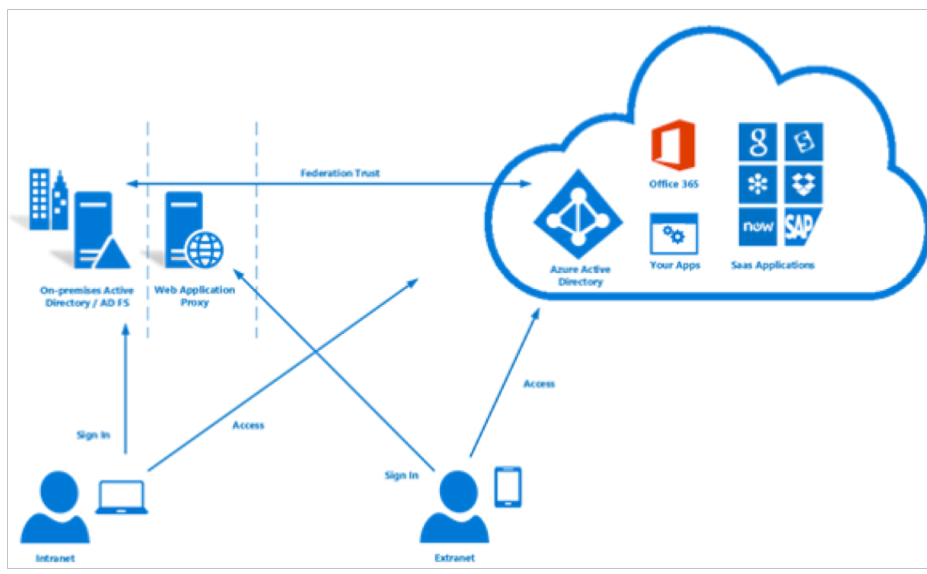 Federation Trust
Office 365
g
now
SAP
Azure Active
Directory
Your Apps
Saas Applications
On-premises Active
Directory / AD FS
Web Application
Proxy
Access
Sign In
Access
Sign In
Intranet
Extranet